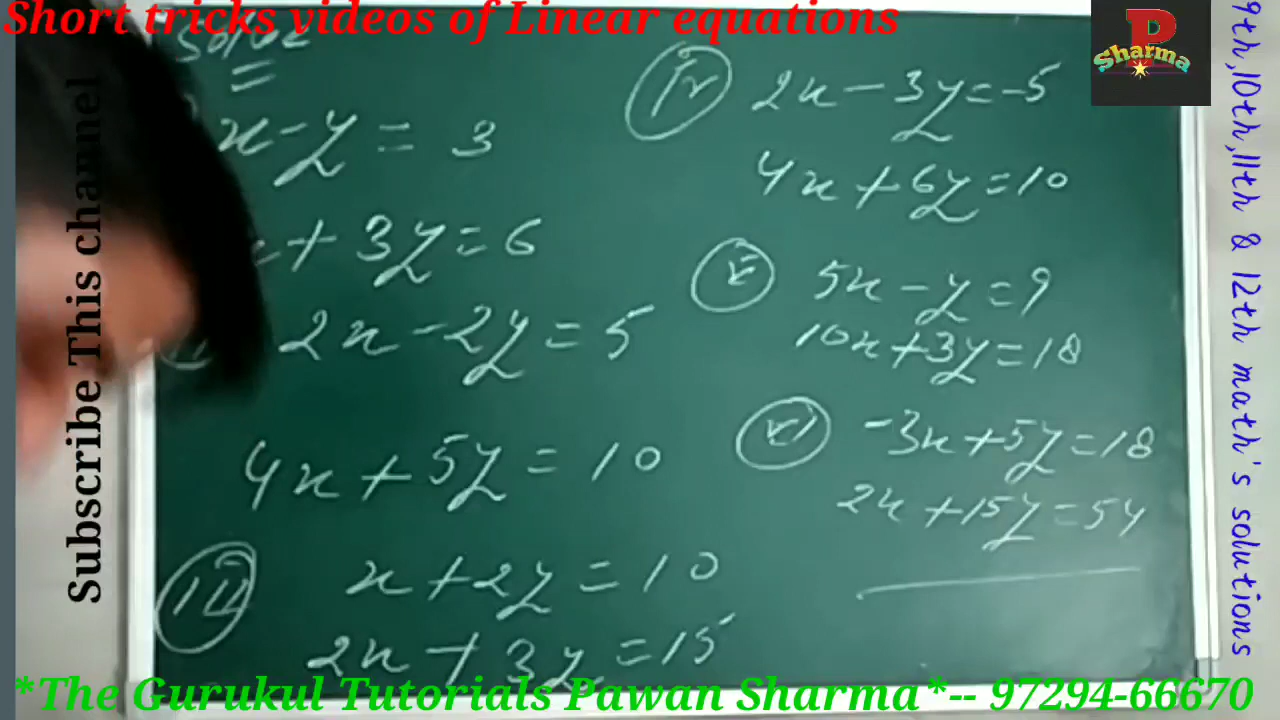 Short tricks videos of Linear equations
P
Sharma
Subscribe This channel
9th,10th,11th & 12th math's solutions
Solve
x - y = 3
+ 3y = 6
2x - 2y = 5
4x + 5y = 10
iii
x + 2y = 10
2x + 3y = 15
iv
2x - 3y = -5
4x + 6y = 10
v
5x - y = 9
10x + 3y = 18
vi
-3x + 5y = 18
2x + 15y = 54
*The Gurukul Tutorials Pawan Sharma*-- 97294-66670